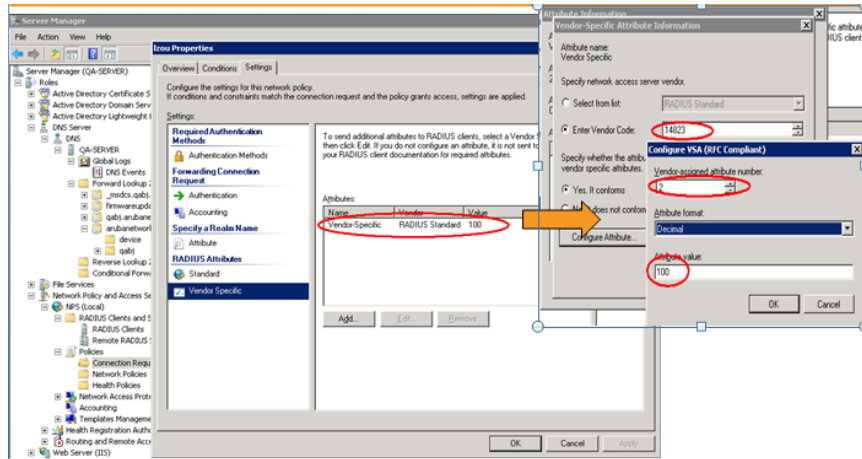 Server Manager
File Action View Help
Server Manager (QA-SERVER)
Roles
Active Directory Certificate S
Active Directory Domain Serv
Active Directory Lightweight I
DNS Server
DNS
QA-SERVER
Global Logs
DNS Events
Forward Lookup Z
_msdcs.qabj.
firmwareupda
qabj.arubane
arubanetwork
device
qabj
Reverse Lookup Z
Conditional Forw
File Services
Network Policy and Access Se
NPS (Local)
RADIUS Clients and S
RADIUS Clients
Remote RADIUS S
Policies
Connection Requ
Network Policies
Health Policies
Network Access Prote
Accounting
Templates Manageme
Health Registration Autho
Routing and Remote Acce
Web Server (IIS)
Izou Properties
Overview Conditions Settings
Configure the settings for this network policy.
If conditions and constraints match the connection request and the policy grants access, settings are applied.
Settings:
Required Authentication
Methods
Authentication Methods
Forwarding Connection
Request
Authentication
Accounting
Specify a Realm Name
Attribute
RADIUS Attributes
Standard
Vendor Specific
To send additional attributes to RADIUS clients, select a Vendor S
then click Edit. If you do not configure an attribute, it is not sent to
your RADIUS client documentation for required attributes.
Attributes:
Name Vendor Value
Vendor-Specific RADIUS Standard 100
Add... Edit... Remove
OK Cancel Apply
Attribute Information
Vendor-Specific Attribute Information
Attribute name:
Vendor Specific
Specify network access server vendor.
Select from list: RADIUS Standard
Enter Vendor Code: 14823
Specify whether the attribu
vendor specific attributes.
Yes. It conforms
does not conform
Configure Attribute...
Configure VSA (RFC Compliant)
Vendor-assigned attribute number:
2
Attribute format:
Decimal
Attribute value:
100
OK Cancel
fic attribute
IUS client